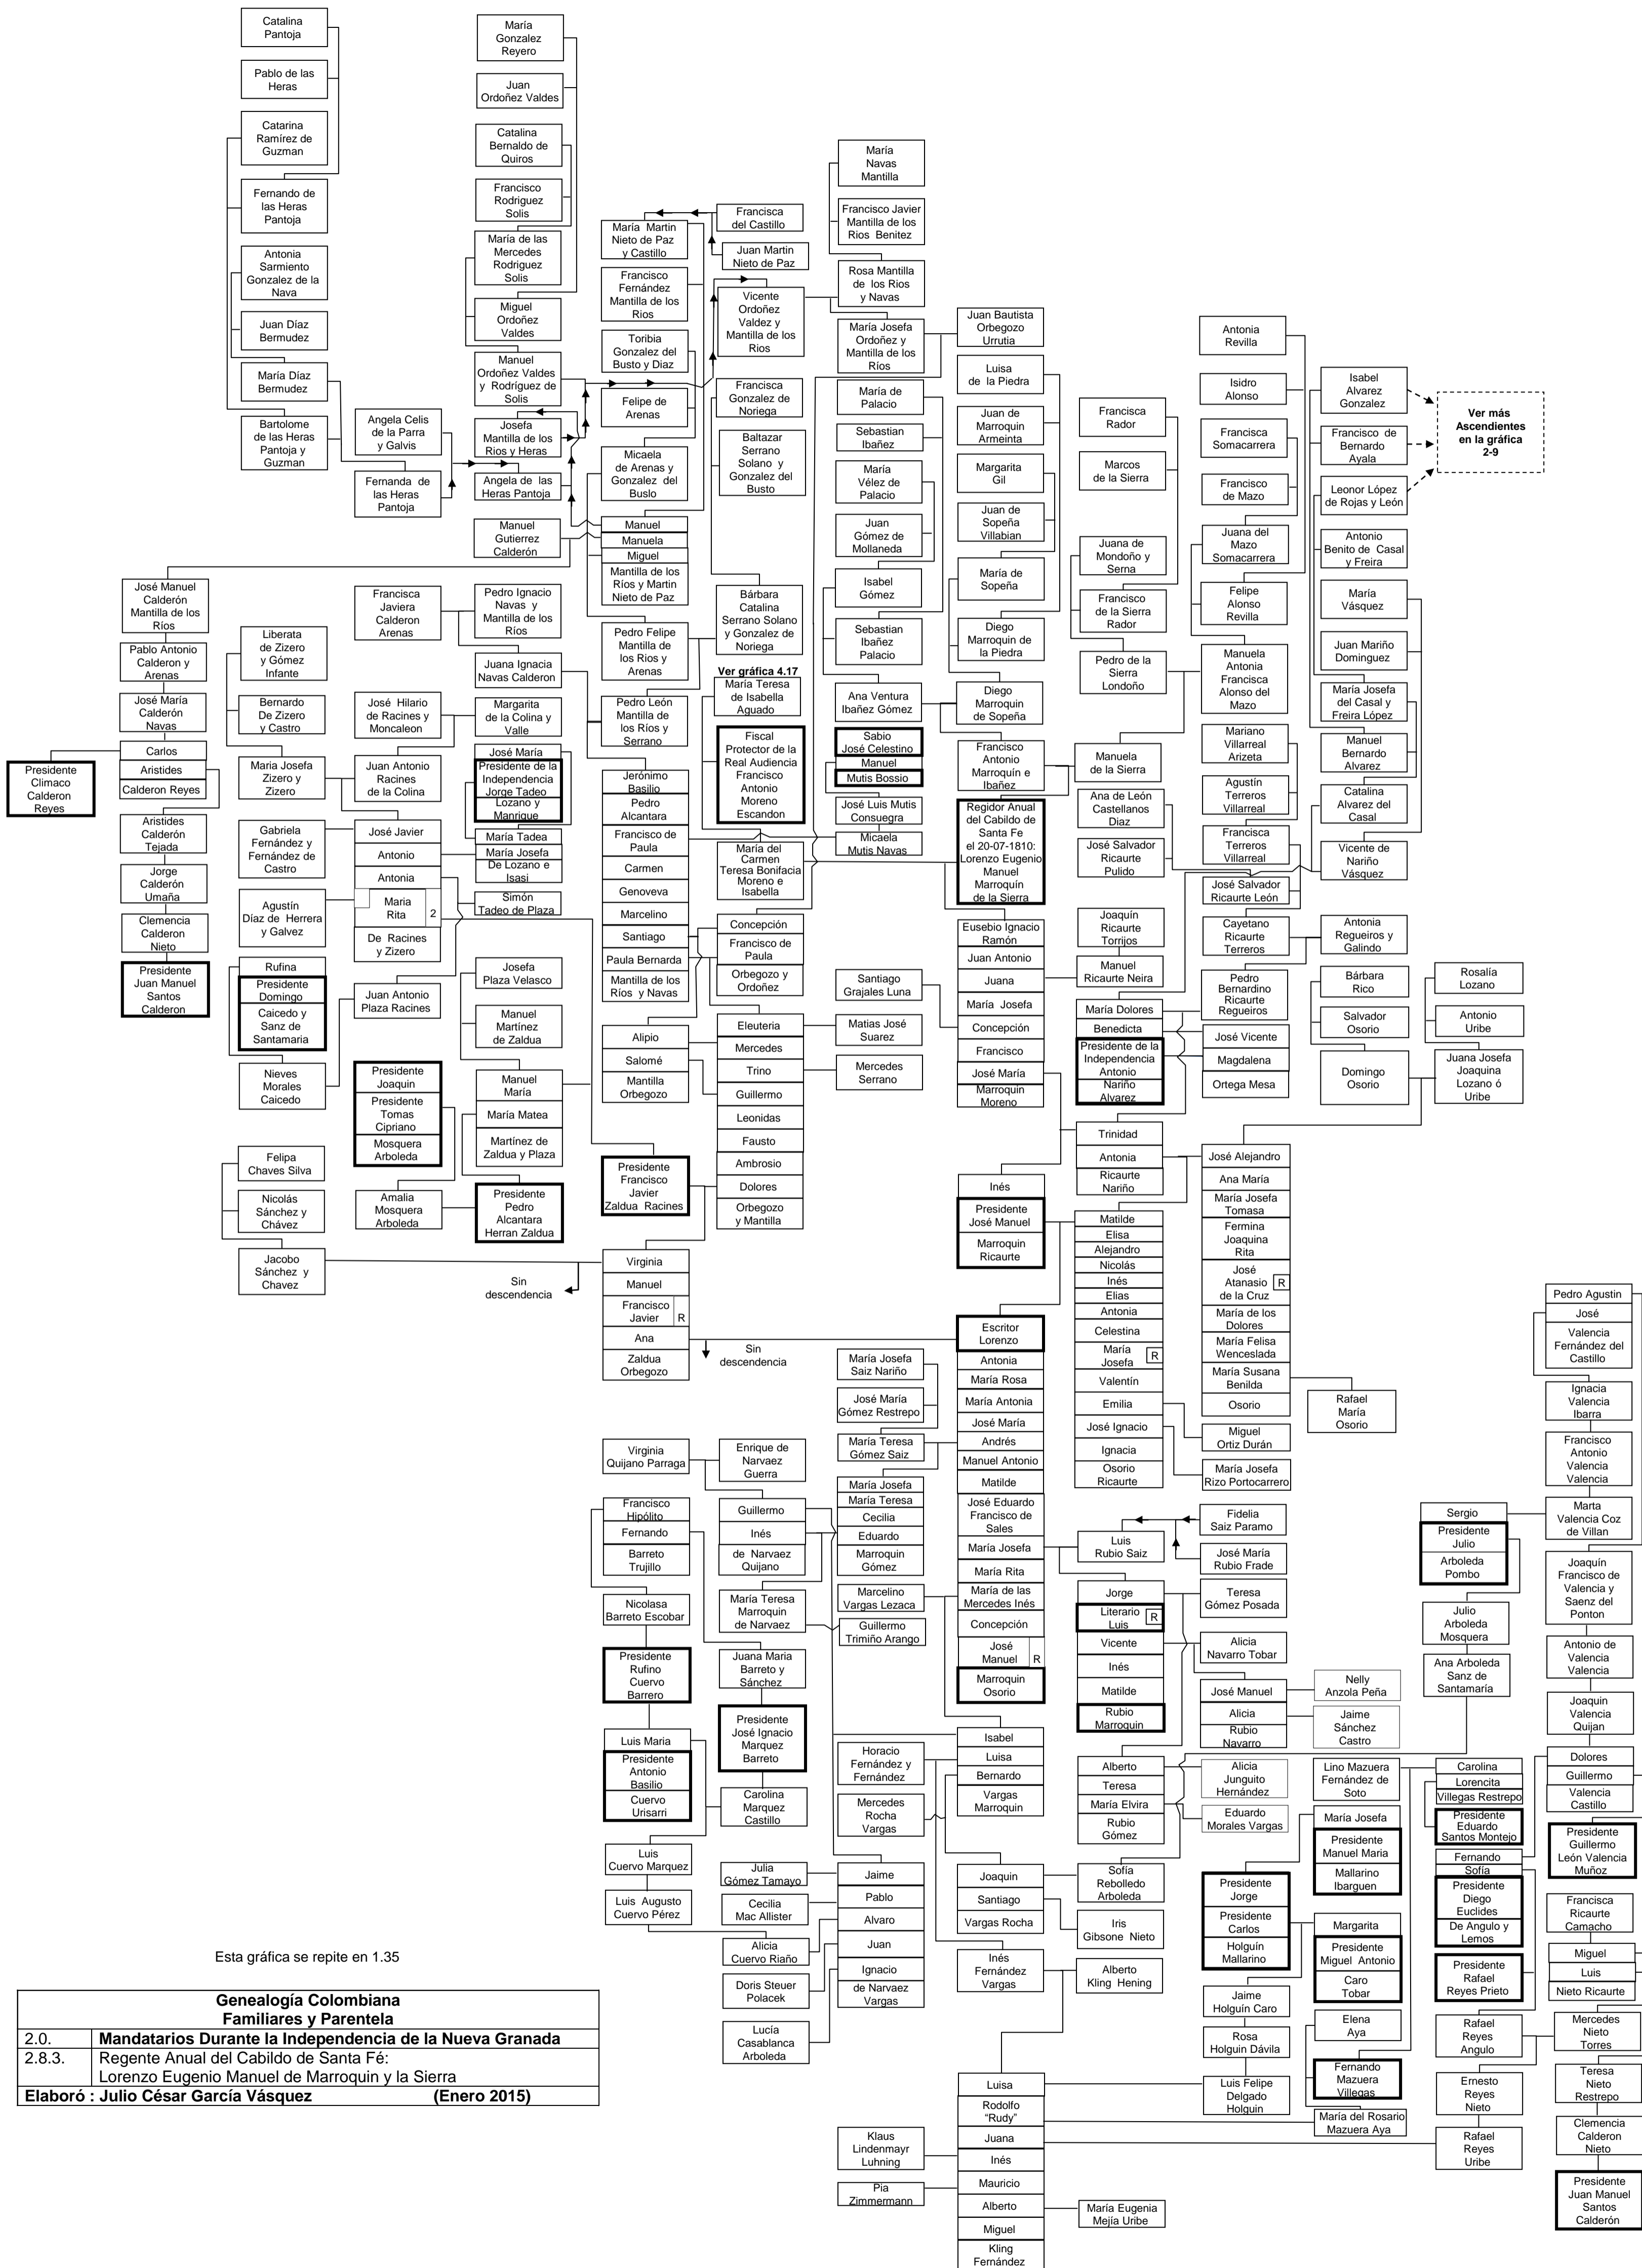 Catalina
Pantoja
Pablo de las
Heras
Catarina
Ramírez de
Guzman
Fernando de
las Heras
Pantoja
Antonia
Sarmiento
Gonzalez de la
Nava
Juan Díaz
Bermudez
María Díaz
Bermudez
Bartolome
de las Heras
Pantoja y
Guzman
Angela Celis
de la Parra
y Galvis
Fernanda de
las Heras
Pantoja
María
Gonzalez
Reyero
Juan
Ordoñez Valdes
Catalina
Bernaldo de
Quiros
Francisco
Rodriguez
Solis
María de las
Mercedes
Rodriguez
Solis
Miguel
Ordoñez
Valdes
Manuel
Ordoñez Valdes
y Rodríguez de
Solis
Josefa
Mantilla de los
Rios y Heras
Angela de las
Heras Pantoja
Manuel
Gutierrez
Calderón
María Martin
Nieto de Paz
y Castillo
Francisco
Fernández
Mantilla de los
Rios
Toribia
Gonzalez del
Busto y Diaz
Felipe de
Arenas
Micaela
de Arenas y
Gonzalez del
Buslo
Manuel
Manuela
Miguel
Mantilla de los
Ríos y Martin
Nieto de Paz
Francisca
del Castillo
Juan Martin
Nieto de Paz
Vicente
Ordoñez
Valdez y
Mantilla de los
Rios
Francisca
Gonzalez de
Noriega
Baltazar
Serrano
Solano y
Gonzalez del
Busto
María
Navas
Mantilla
Francisco Javier
Mantilla de los
Rios Benitez
Rosa Mantilla
de los Rios
y Navas
María Josefa
Ordoñez y
Mantilla de los
Ríos
María de
Palacio
Sebastian
Ibañez
María
Vélez de
Palacio
Juan
Gómez de
Mollaneda
Isabel
Gómez
Sebastian
Ibañez
Palacio
Ana Ventura
Ibañez Gómez
Juan Bautista
Orbegozo
Urrutia
Luisa
de la Piedra
Juan de
Marroquin
Armeinta
Margarita
Gil
Juan de
Sopeña
Villabian
María de
Sopeña
Diego
Marroquin de
la Piedra
Diego
Marroquin
de Sopeña
Francisco
Antonio
Marroquín e
Ibañez
Francisca
Rador
Marcos
de la Sierra
Juana de
Mondoño y
Serna
Francisco
de la Sierra
Rador
Pedro de la
Sierra
Londoño
Manuela
de la Sierra
Antonia
Revilla
Isidro
Alonso
Francisca
Somacarrera
Francisco
de Mazo
Juana del
Mazo
Somacarrera
Felipe
Alonso
Revilla
Manuela
Antonia
Francisca
Alonso del
Mazo
Isabel
Alvarez
Gonzalez
Francisco de
Bernardo
Ayala
Leonor López
de Rojas y León
Antonio
Benito de Casal
y Freira
María
Vásquez
Juan Mariño
Dominguez
María Josefa
del Casal y
Freira López
Manuel
Bernardo
Alvarez
Catalina
Alvarez del
Casal
Vicente de
Nariño
Vásquez
Ver más
Ascendientes
en la gráfica
2-9
José Manuel
Calderón
Mantilla de los
Ríos
Pablo Antonio
Calderon y
Arenas
José María
Calderón
Navas
Carlos
Aristides
Calderon Reyes
Presidente
Climaco
Calderon
Reyes
Aristides
Calderón
Tejada
Jorge
Calderón
Umaña
Clemencia
Calderon
Nieto
Presidente
Juan Manuel
Santos
Calderon
Liberata
de Zizero
y Gómez
Infante
Bernardo
De Zizero
y Castro
Maria Josefa
Zizero y
Zizero
Gabriela
Fernández y
Fernández de
Castro
Agustín
Díaz de Herrera
y Galvez
Rufina
Presidente
Domingo
Caicedo y
Sanz de
Santamaria
Nieves
Morales
Caicedo
Francisca
Javiera
Calderon
Arenas
Pedro Ignacio
Navas y
Mantilla de los
Ríos
Juana Ignacia
Navas Calderon
José Hilario
de Racines y
Moncaleon
Margarita
de la Colina y
Valle
Juan Antonio
Racines
de la Colina
José María
Presidente de la
Independencia
Jorge Tadeo
Lozano y
Manrique
María Tadea
María Josefa
De Lozano e
Isasi
Simón
Tadeo de Plaza
José Javier
Antonio
Antonia
Maria
Rita
2
De Racines
y Zizero
Juan Antonio
Plaza Racines
Josefa
Plaza Velasco
Manuel
Martínez
de Zaldua
Manuel
María
María Matea
Martínez de
Zaldua y Plaza
Presidente
Joaquin
Presidente
Tomas
Cipriano
Mosquera
Arboleda
Amalia
Mosquera
Arboleda
Presidente
Pedro
Alcantara
Herran Zaldua
Pedro Felipe
Mantilla de
los Rios y
Arenas
Bárbara
Catalina
Serrano Solano
y Gonzalez de
Noriega
Pedro León
Mantilla de
los Ríos y
Serrano
Jerónimo
Basilio
Pedro
Alcantara
Francisco de
Paula
Carmen
Genoveva
Marcelino
Santiago
Paula Bernarda
Mantilla de los
Ríos y Navas
Alipio
Salomé
Mantilla
Orbegozo
Presidente
Francisco
Javier
Zaldua Racines
Ver gráfica 4.17
María Teresa
de Isabella
Aguado
Fiscal
Protector de la
Real Audiencia
Francisco
Antonio
Moreno
Escandon
María del
Carmen
Teresa Bonifacia
Moreno e
Isabella
Concepción
Francisco de
Paula
Orbegozo y
Ordoñez
Eleuteria
Mercedes
Trino
Guillermo
Leonidas
Fausto
Ambrosio
Dolores
Orbegozo
y Mantilla
Sabio
José Celestino
Manuel
Mutis Bossio
José Luis Mutis
Consuegra
Micaela
Mutis Navas
Matias José
Suarez
Mercedes
Serrano
Santiago
Grajales Luna
Regidor Anual
del Cabildo de
Santa Fe
el 20-07-1810:
Lorenzo Eugenio
Manuel
Marroquín
de la Sierra
Eusebio Ignacio
Ramón
Juan Antonio
Juana
María Josefa
Concepción
Francisco
José María
Marroquin
Moreno
Ana de León
Castellanos
Diaz
José Salvador
Ricaurte
Pulido
Joaquín
Ricaurte
Torrijos
Manuel
Ricaurte Neira
María Dolores
Benedicta
Presidente de la
Independencia
Antonio
Nariño
Alvarez
Mariano
Villarreal
Arizeta
Agustín
Terreros
Villarreal
Francisca
Terreros
Villarreal
José Salvador
Ricaurte León
Cayetano
Ricaurte
Terreros
Antonia
Regueiros y
Galindo
Pedro
Bernardino
Ricaurte
Regueiros
José Vicente
Magdalena
Ortega Mesa
Bárbara
Rico
Salvador
Osorio
Domingo
Osorio
Rosalía
Lozano
Antonio
Uribe
Juana Josefa
Joaquina
Lozano ó
Uribe
Felipa
Chaves Silva
Nicolás
Sánchez y
Chávez
Jacobo
Sánchez y
Chavez
Sin
descendencia
Virginia
Manuel
Francisco
Javier
R
Ana
Zaldua
Orbegozo
Sin
descendencia
Inés
Presidente
José Manuel
Marroquin
Ricaurte
Trinidad
Antonia
Ricaurte
Nariño
José Alejandro
Ana María
María Josefa
Tomasa
Fermina
Joaquina
Rita
José
Atanasio
de la Cruz
R
María de los
Dolores
María Felisa
Wenceslada
María Susana
Benilda
Osorio
Rafael
María
Osorio
Matilde
Elisa
Alejandro
Nicolás
Inés
Elias
Antonia
Celestina
María
Josefa
R
Valentín
Emilia
José Ignacio
Ignacia
Osorio
Ricaurte
Miguel
Ortiz Durán
María Josefa
Rizo Portocarrero
Escritor
Lorenzo
Antonia
María Rosa
María Antonia
José María
Andrés
Manuel Antonio
Matilde
José Eduardo
Francisco de
Sales
María Josefa
María Rita
María de las
Mercedes Inés
Concepción
José
Manuel
R
Marroquin
Osorio
María Josefa
Saiz Nariño
José María
Gómez Restrepo
María Teresa
Gómez Saiz
María Josefa
María Teresa
Cecilia
Eduardo
Marroquin
Gómez
Marcelino
Vargas Lezaca
Guillermo
Trimiño Arango
Virginia
Quijano Parraga
Enrique de
Narvaez
Guerra
Guillermo
Inés
de Narvaez
Quijano
María Teresa
Marroquin
de Narvaez
Francisco
Hipólito
Fernando
Barreto
Trujillo
Nicolasa
Barreto Escobar
Juana Maria
Barreto y
Sánchez
Presidente
Rufino
Cuervo
Barrero
Presidente
José Ignacio
Marquez
Barreto
Luis Maria
Presidente
Antonio
Basilio
Cuervo
Urisarri
Carolina
Marquez
Castillo
Luis
Cuervo Marquez
Luis Augusto
Cuervo Pérez
Luis
Rubio Saiz
Fidelia
Saiz Paramo
José María
Rubio Frade
Jorge
Literario
Luis
R
Vicente
Inés
Matilde
Rubio
Marroquin
Teresa
Gómez Posada
Alicia
Navarro Tobar
José Manuel
Alicia
Rubio
Navarro
Nelly
Anzola Peña
Jaime
Sánchez
Castro
Isabel
Luisa
Bernardo
Vargas
Marroquin
Horacio
Fernández y
Fernández
Mercedes
Rocha
Vargas
Alberto
Teresa
María Elvira
Rubio
Gómez
Alicia
Junguito
Hernández
Eduardo
Morales Vargas
Julia
Gómez Tamayo
Cecilia
Mac Allister
Alicia
Cuervo Riaño
Doris Steuer
Polacek
Lucía
Casablanca
Arboleda
Jaime
Pablo
Alvaro
Juan
Ignacio
de Narvaez
Vargas
Joaquin
Santiago
Vargas Rocha
Inés
Fernández
Vargas
Sofía
Rebolledo
Arboleda
Iris
Gibsone Nieto
Alberto
Kling Hening
Pedro Agustin
José
Valencia
Fernández del
Castillo
Ignacia
Valencia
Ibarra
Francisco
Antonio
Valencia
Valencia
Marta
Valencia Coz
de Villan
Joaquín
Francisco de
Valencia y
Saenz del
Ponton
Antonio de
Valencia
Valencia
Joaquin
Valencia
Quijan
Dolores
Guillermo
Valencia
Castillo
Presidente
Guillermo
León Valencia
Muñoz
Sergio
Presidente
Julio
Arboleda
Pombo
Julio
Arboleda
Mosquera
Ana Arboleda
Sanz de
Santamaría
Lino Mazuera
Fernández de
Soto
María Josefa
Presidente
Manuel Maria
Mallarino
Ibarguen
Presidente
Jorge
Presidente
Carlos
Holguín
Mallarino
Margarita
Presidente
Miguel Antonio
Caro
Tobar
Jaime
Holguín Caro
Rosa
Holguin Dávila
Luis Felipe
Delgado
Holguin
Elena
Aya
Fernando
Mazuera
Villegas
María del Rosario
Mazuera Aya
Carolina
Lorencita
Villegas Restrepo
Presidente
Eduardo
Santos Montejo
Fernando
Sofía
Presidente
Diego
Euclides
De Angulo y
Lemos
Presidente
Rafael
Reyes Prieto
Rafael
Reyes
Angulo
Ernesto
Reyes
Nieto
Rafael
Reyes
Uribe
Francisca
Ricaurte
Camacho
Miguel
Luis
Nieto Ricaurte
Mercedes
Nieto
Torres
Teresa
Nieto
Restrepo
Clemencia
Calderon
Nieto
Presidente
Juan Manuel
Santos
Calderón
Luisa
Rodolfo
“Rudy”
Juana
Inés
Mauricio
Alberto
Miguel
Kling
Fernández
Klaus
Lindenmayr
Luhning
Pia
Zimmermann
María Eugenia
Mejía Uribe
Esta gráfica se repite en 1.35
Genealogía Colombiana
Familiares y Parentela
2.0. Mandatarios Durante la Independencia de la Nueva Granada
2.8.3. Regente Anual del Cabildo de Santa Fé:
Lorenzo Eugenio Manuel de Marroquin y la Sierra
Elaboró : Julio César García Vásquez (Enero 2015)